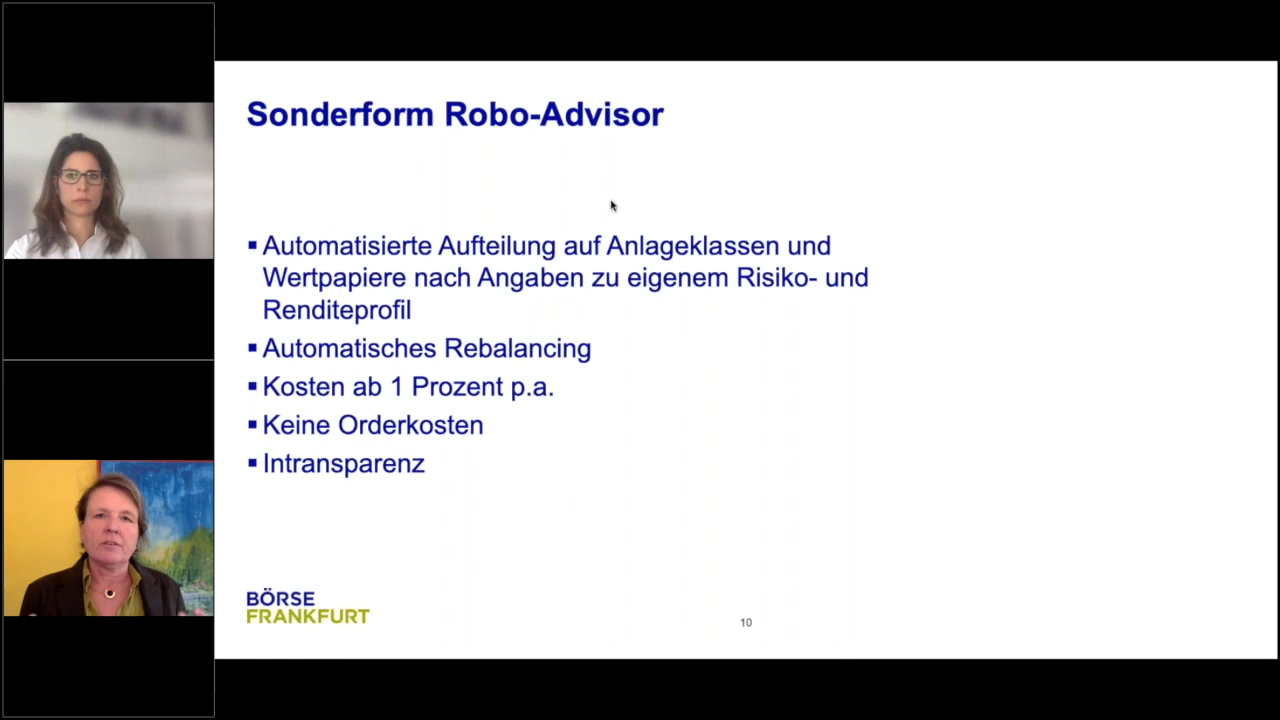 Sonderform Robo-Advisor
▪ Automatisierte Aufteilung auf Anlageklassen und
Wertpapiere nach Angaben zu eigenem Risiko- und
Renditeprofil
▪ Automatisches Rebalancing
▪ Kosten ab 1 Prozent p.a.
▪ Keine Orderkosten
▪ Intransparenz
BÖRSE
FRANKFURT
10